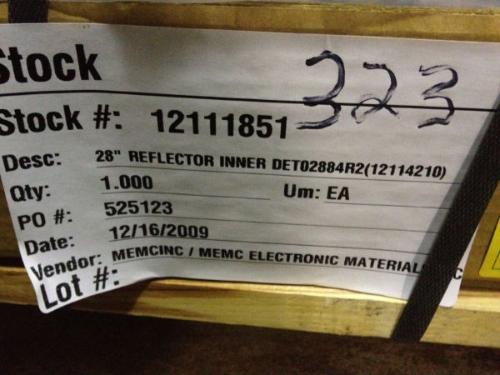 Stock
323
Stock #: 12111851
Desc: 28" REFLECTOR INNER DET02884R2(12114210)
Qty: 1.000 Um: EA
PO #: 525123
Date: 12/16/2009
Vendor: MEMCINC / MEMC ELECTRONIC MATERIAL
Lot #: